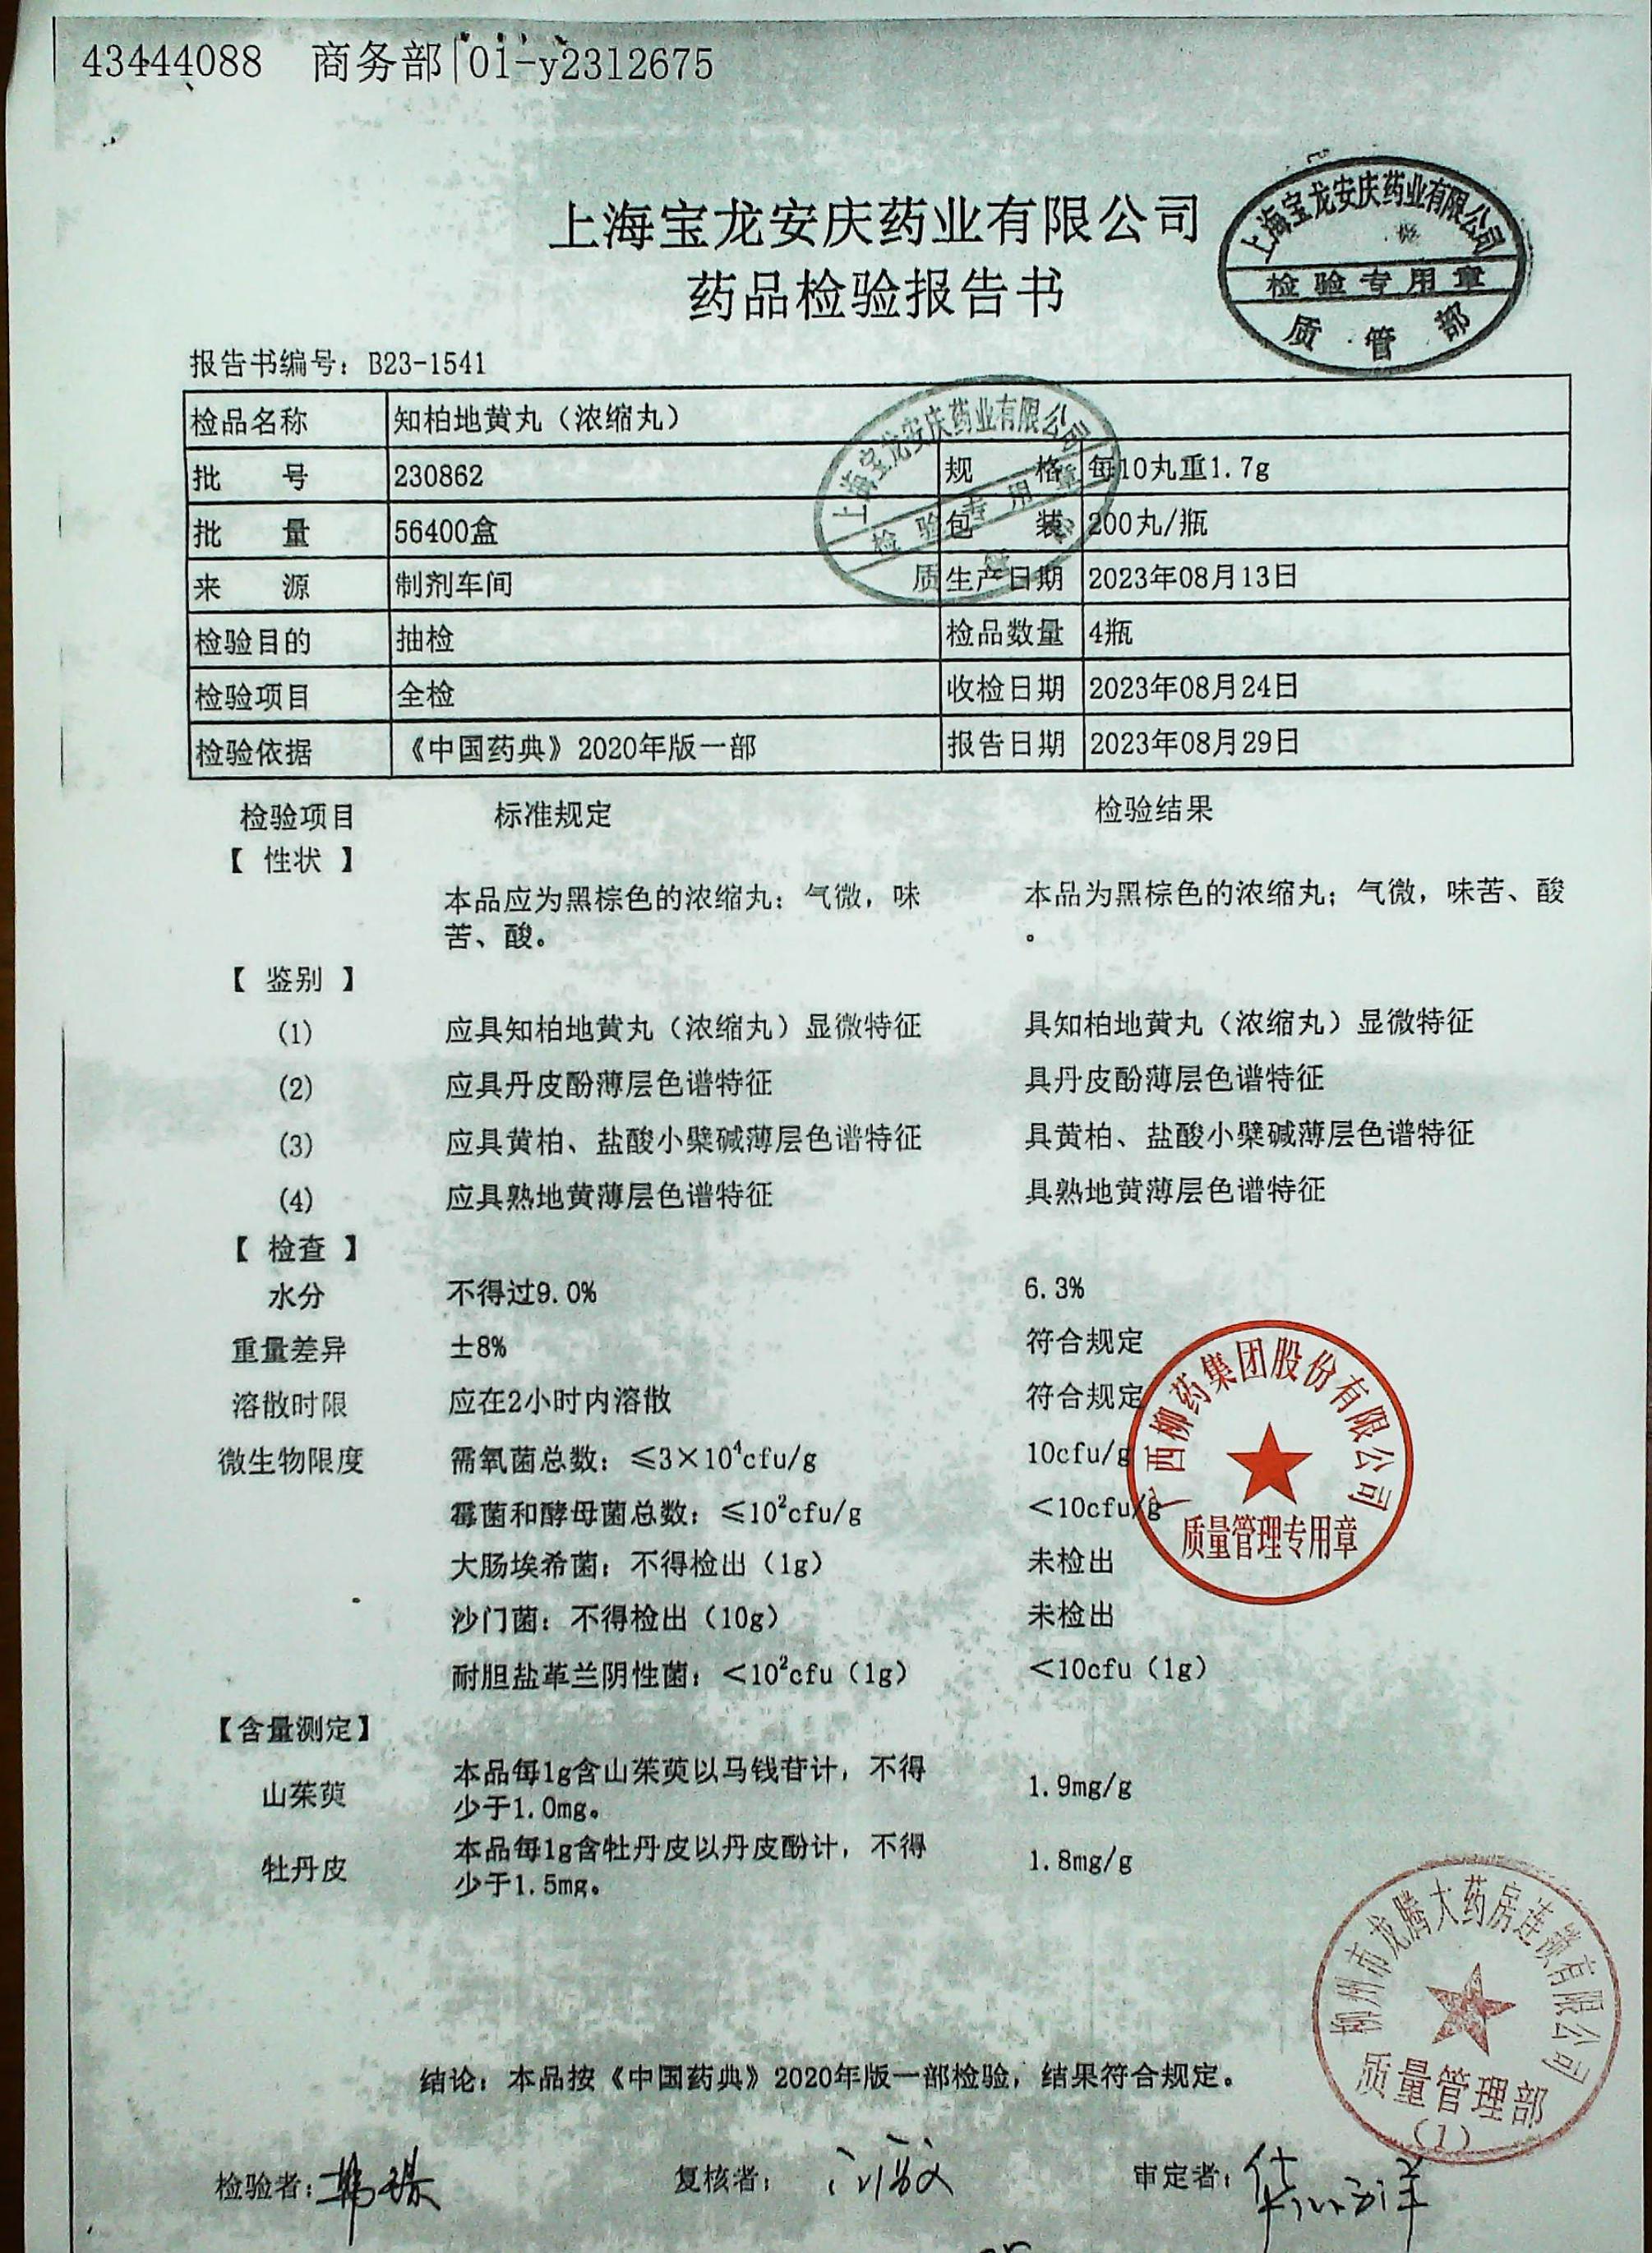 43444088 商务部|01-y2312675
上海宝龙安庆药业有限公司
药品检验报告书
上海宝龙安庆药业有限公司
检验专用章
质管部
报告书编号：B23-1541
检品名称 知柏地黄丸（浓缩丸）
批 号 230862 规 格 每10丸重1.7g
批 量 56400盒 包 装 200丸/瓶
来 源 制剂车间 生产日期 2023年08月13日
检验目的 抽检 检品数量 4瓶
检验项目 全检 收检日期 2023年08月24日
检验依据 《中国药典》2020年版一部 报告日期 2023年08月29日
上海宝龙安庆药业有限公司
检验专用章
质管部
检验项目 标准规定 检验结果
【 性状 】
本品应为黑棕色的浓缩丸；气微，味 本品为黑棕色的浓缩丸；气微，味苦、酸
苦、酸。 。
【 鉴别 】
(1) 应具知柏地黄丸（浓缩丸）显微特征 具知柏地黄丸（浓缩丸）显微特征
(2) 应具丹皮酚薄层色谱特征 具丹皮酚薄层色谱特征
(3) 应具黄柏、盐酸小檗碱薄层色谱特征 具黄柏、盐酸小檗碱薄层色谱特征
(4) 应具熟地黄薄层色谱特征 具熟地黄薄层色谱特征
【 检查 】
水分 不得过9.0% 6.3%
重量差异 ±8% 符合规定
溶散时限 应在2小时内溶散 符合规定
微生物限度 需氧菌总数：≤3×10⁴cfu/g 10cfu/g
霉菌和酵母菌总数：≤10²cfu/g <10cfu/g
大肠埃希菌：不得检出（1g） 未检出
沙门菌：不得检出（10g） 未检出
耐胆盐革兰阴性菌：<10²cfu（1g） <10cfu（1g）
广西柳药集团股份有限公司
质量管理专用章
【含量测定】
山茱萸 本品每1g含山茱萸以马钱苷计，不得 1.9mg/g
少于1.0mg。
牡丹皮 本品每1g含牡丹皮以丹皮酚计，不得 1.8mg/g
少于1.5mg。
柳州市龙腾大药房连锁有限公司
质量管理部
(1)
结论：本品按《中国药典》2020年版一部检验，结果符合规定。
检验者： 复核者： 审定者：